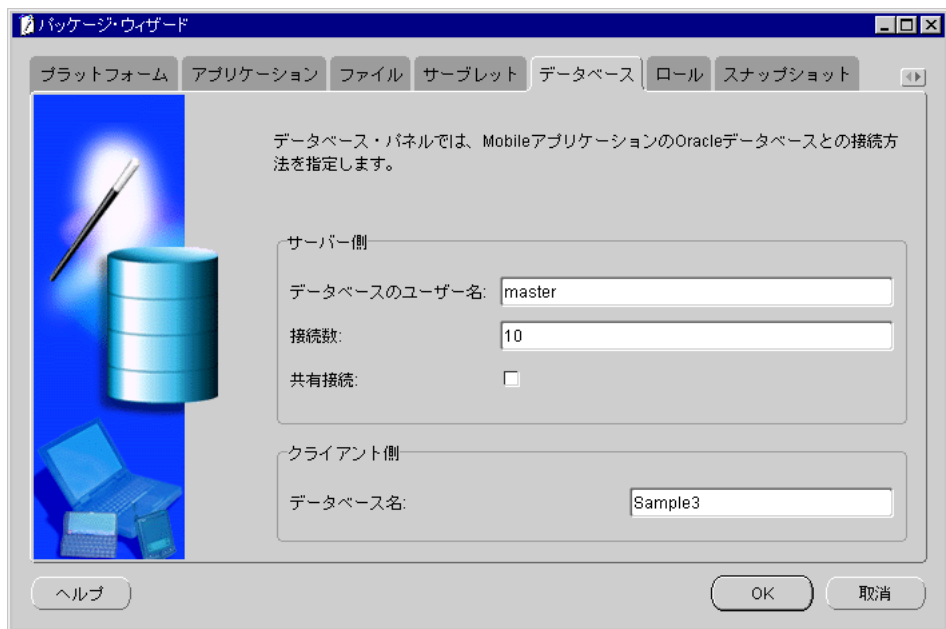 パッケージ・ウィザード
プラットフォーム アプリケーション ファイル サーブレット データベース ロール スナップショット
データベース・パネルでは、MobileアプリケーションのOracleデータベースとの接続方
法を指定します。
サーバー側
データベースのユーザー名: master
接続数: 10
共有接続:
クライアント側
データベース名: Sample3
ヘルプ OK 取消